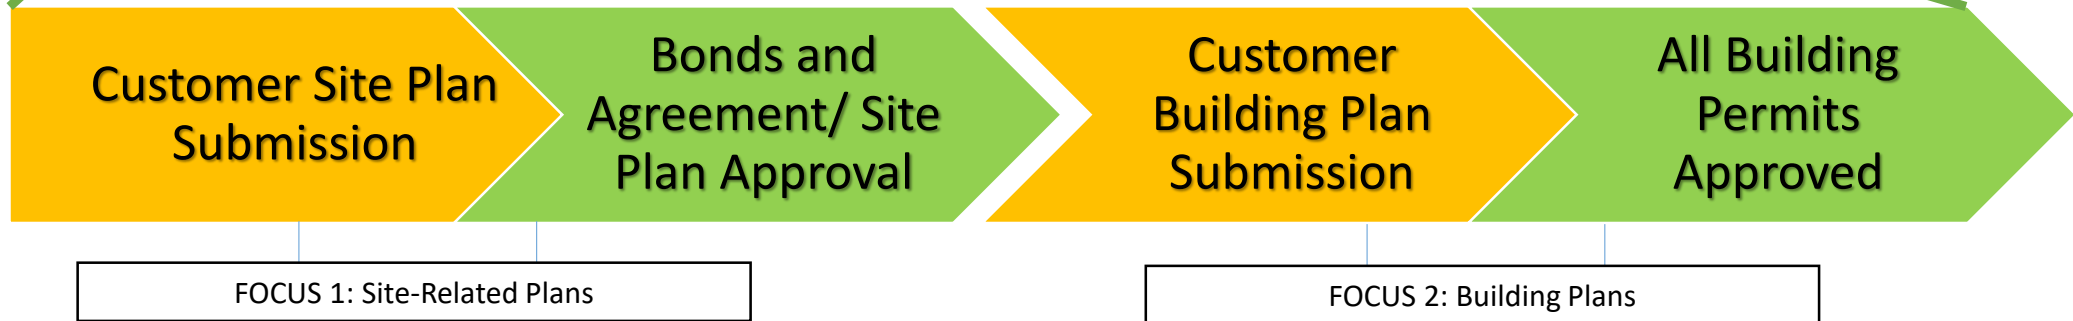 Customer Site Plan
Submission
Bonds and
Agreement/ Site
Plan Approval
Customer
Building Plan
Submission
All Building
Permits
Approved
FOCUS 1: Site-Related Plans
FOCUS 2: Building Plans